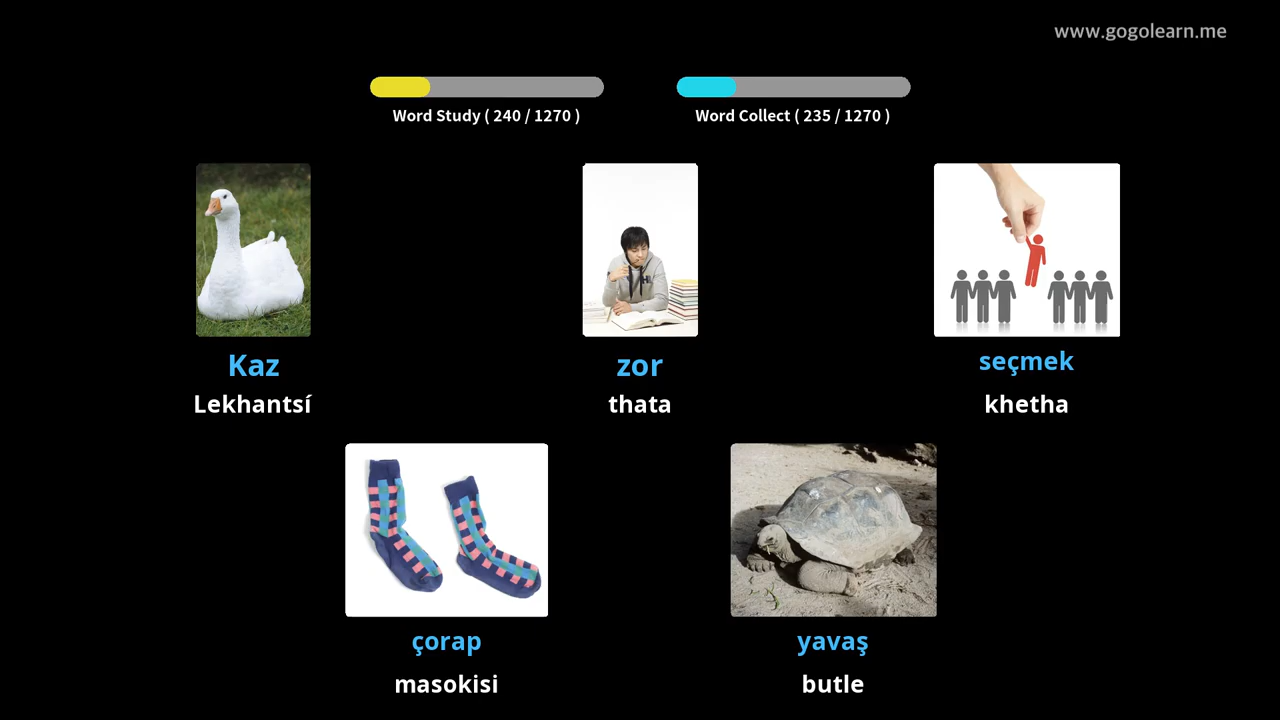 www.gogolearn.me
Word Study ( 240 / 1270 )
Word Collect ( 235 / 1270 )
Kaz
zor
seçmek
Lekhantsí
thata
khetha
çorap
yavaş
masokisi
butle